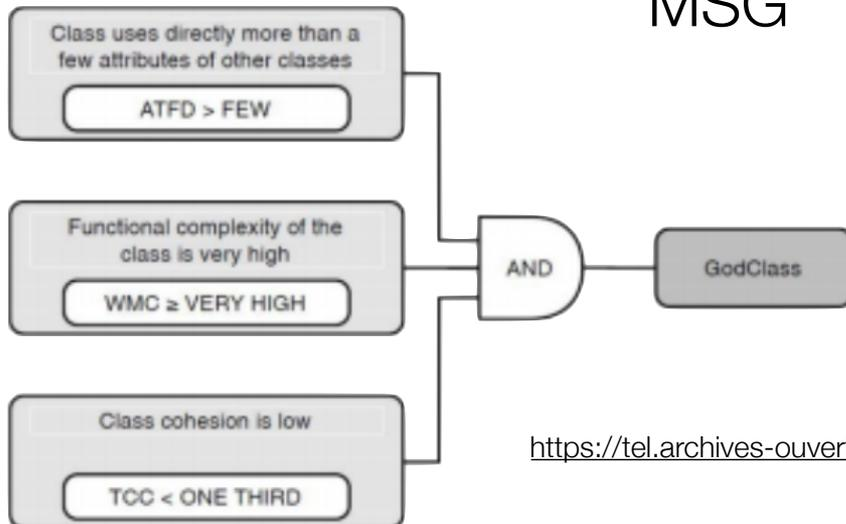 MSG
Class uses directly more than a
few attributes of other classes
ATFD > FEW
Functional complexity of the
class is very high
WMC ≥ VERY HIGH
AND
GodClass
Class cohesion is low
TCC < ONE THIRD
https://tel.archives-ouver